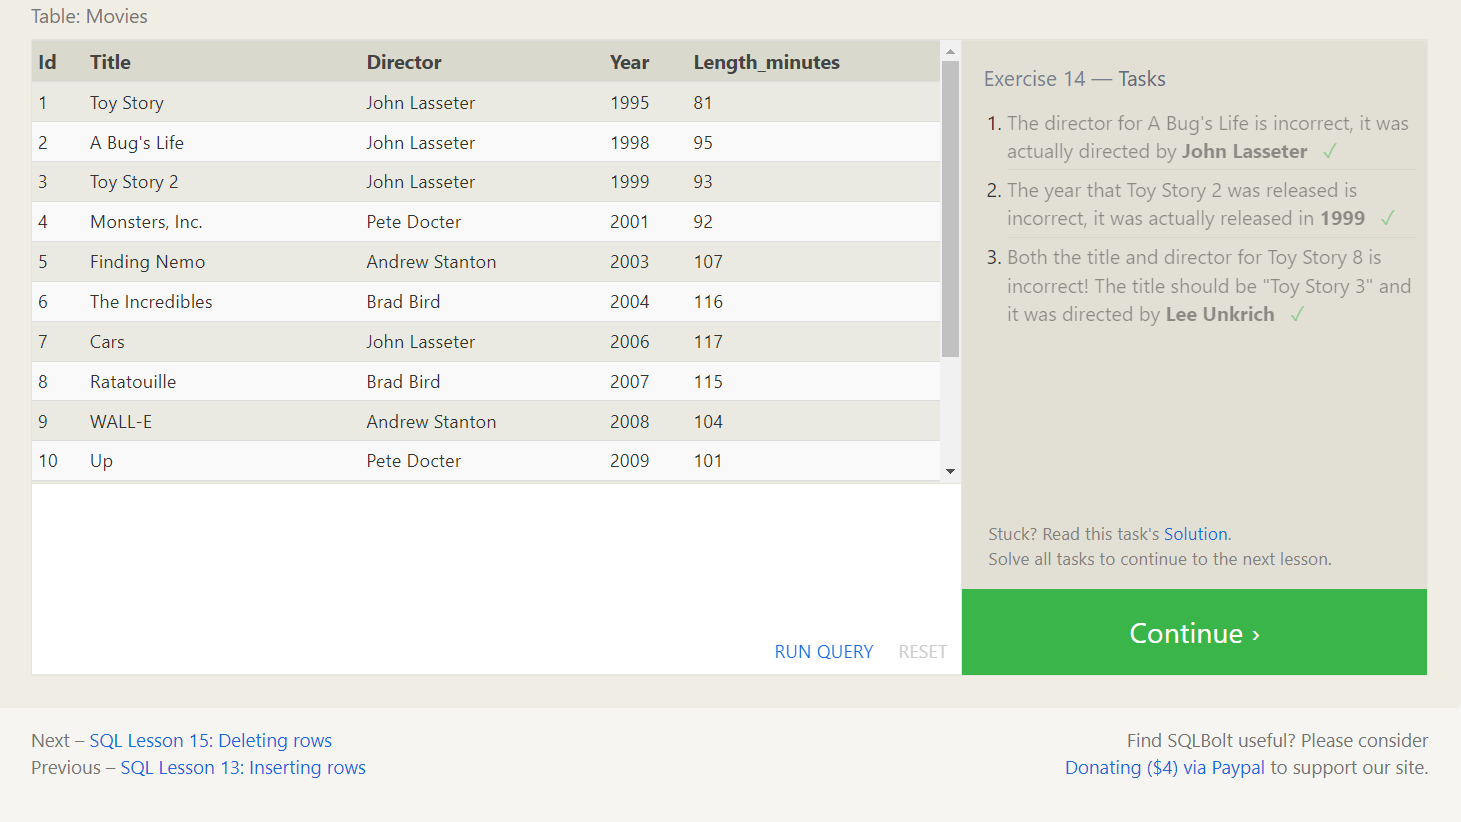 Table: Movies
Id Title Director Year Length_minutes
1 Toy Story John Lasseter 1995 81
2 A Bug's Life John Lasseter 1998 95
3 Toy Story 2 John Lasseter 1999 93
4 Monsters, Inc. Pete Docter 2001 92
5 Finding Nemo Andrew Stanton 2003 107
6 The Incredibles Brad Bird 2004 116
7 Cars John Lasseter 2006 117
8 Ratatouille Brad Bird 2007 115
9 WALL-E Andrew Stanton 2008 104
10 Up Pete Docter 2009 101
RUN QUERY RESET
Exercise 14 — Tasks
1. The director for A Bug's Life is incorrect, it was
actually directed by John Lasseter ✓
2. The year that Toy Story 2 was released is
incorrect, it was actually released in 1999 ✓
3. Both the title and director for Toy Story 8 is
incorrect! The title should be "Toy Story 3" and
it was directed by Lee Unkrich ✓
Stuck? Read this task's Solution.
Solve all tasks to continue to the next lesson.
Continue ›
Next – SQL Lesson 15: Deleting rows
Previous – SQL Lesson 13: Inserting rows
Find SQLBolt useful? Please consider
Donating ($4) via Paypal to support our site.